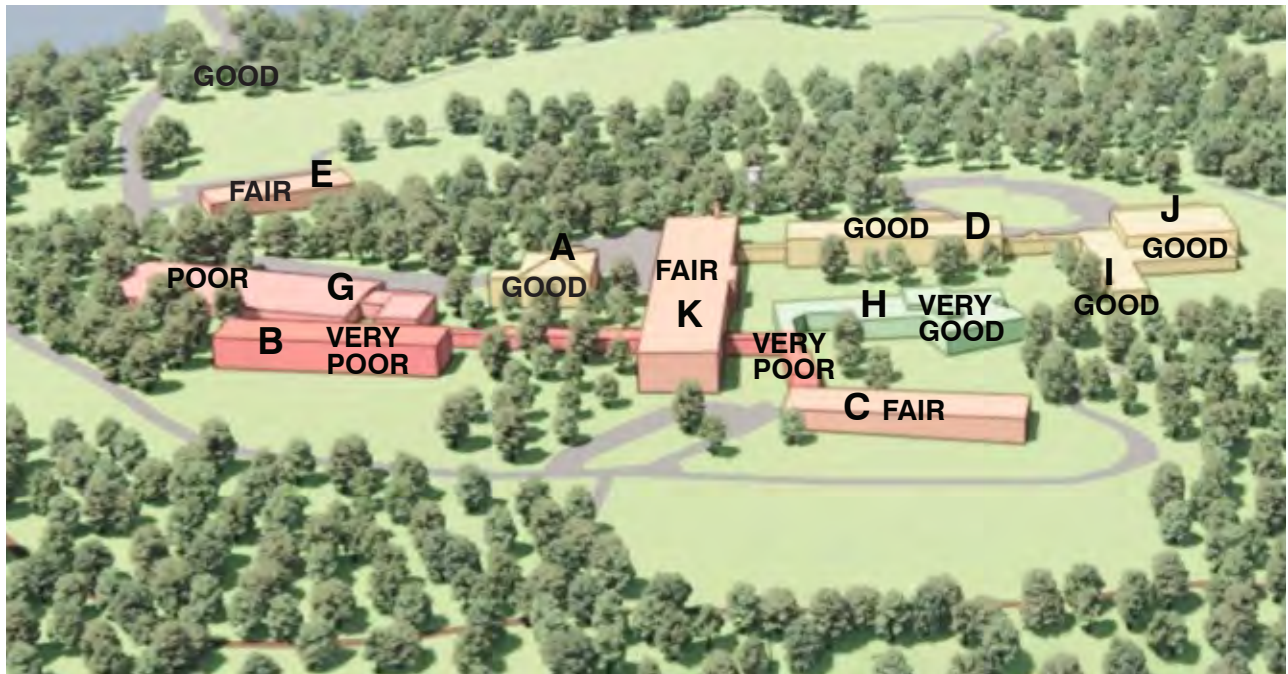 GOOD
FAIR E
A
GOOD
POOR
G
B VERY
POOR
FAIR
K
GOOD D
J
GOOD
I
GOOD
H VERY
GOOD
VERY
POOR
C FAIR